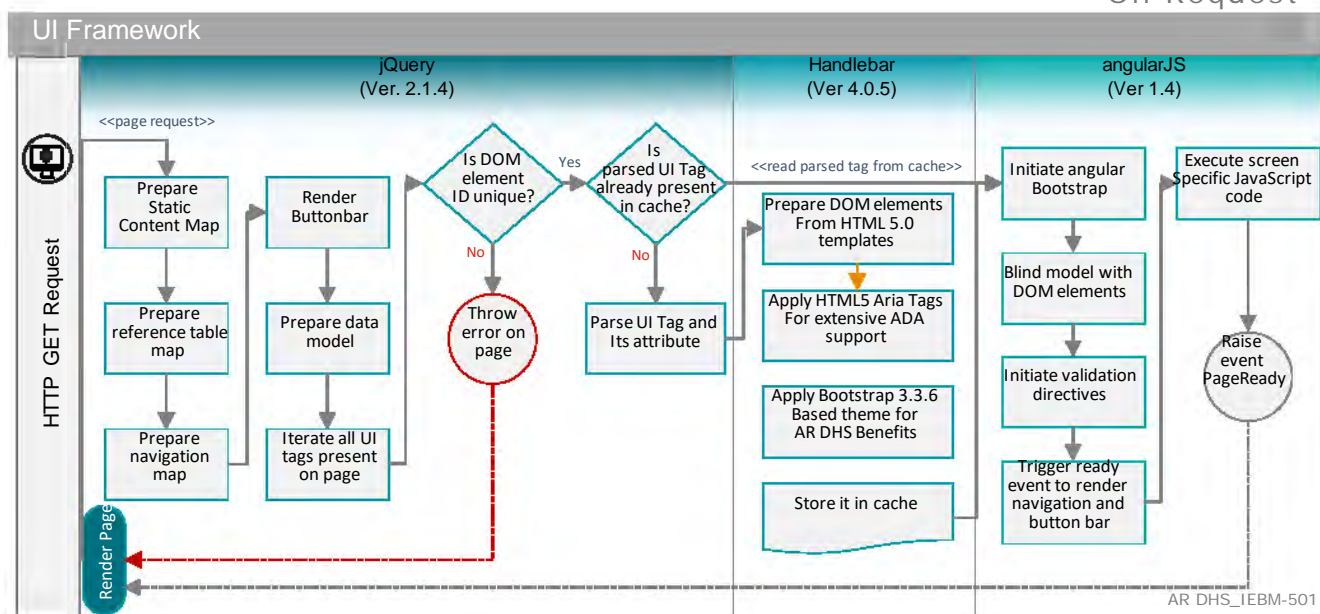 UI Framework
jQuery
(Ver. 2.1.4)
Handlebar
(Ver 4.0.5)
angularJS
(Ver 1.4)
HTTP GET Request
<<page request>>
Prepare
Static
Content Map
Prepare
reference table
map
Prepare
navigation
map
Render
Buttonbar
Prepare data
model
Iterate all UI
tags present
on page
Is DOM
element
ID unique?
Yes
No
Throw
error on
page
Is
parsed UI Tag
already present
in cache?
No
Parse UI Tag and
Its attribute
<<read parsed tag from cache>>
Prepare DOM elements
From HTML 5.0
templates
Apply HTML5 Aria Tags
For extensive ADA
support
Apply Bootstrap 3.3.6
Based theme for
AR DHS Benefits
Store it in cache
Initiate angular
Bootstrap
Blind model with
DOM elements
Initiate validation
directives
Trigger ready
event to render
navigation and
button bar
Execute screen
Specific JavaScript
code
Raise
event
PageReady
Render Page
AR DHS_IEBM-501